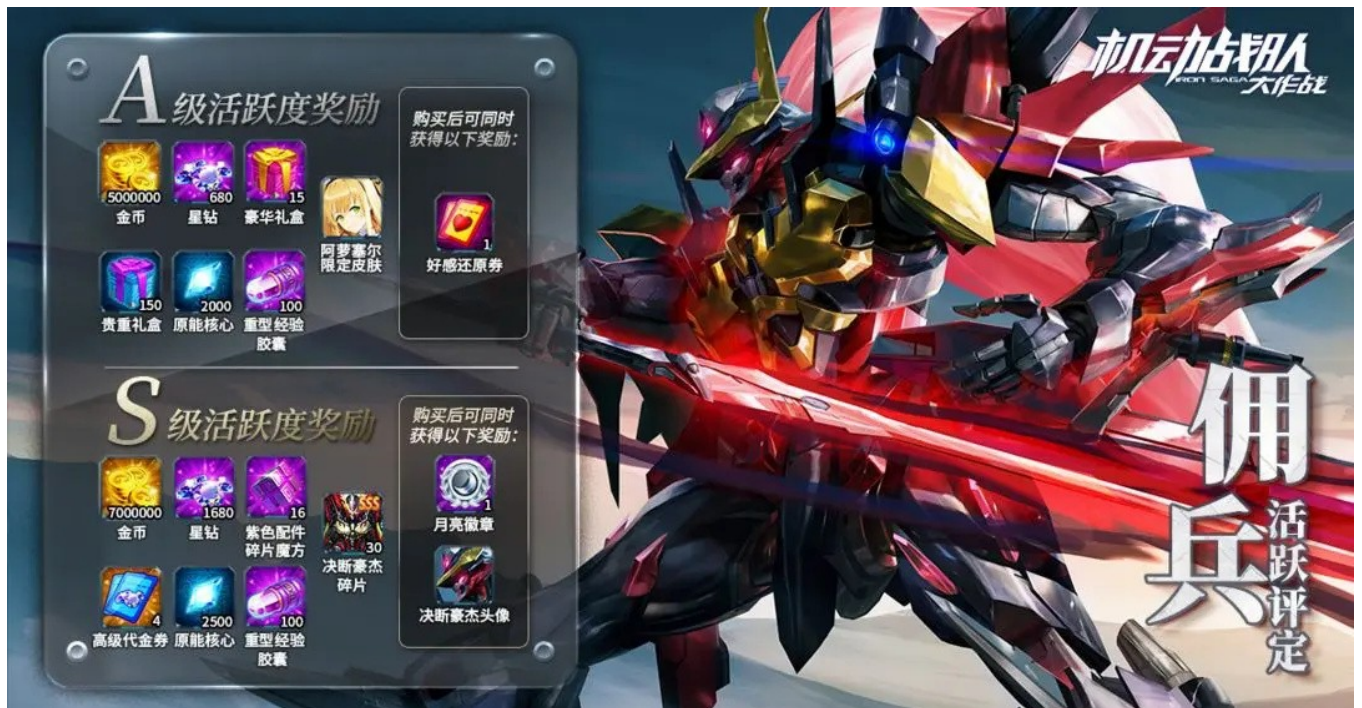 机动战姬
IRON SAGA
大作战
A级活跃度奖励
购买后可同时
获得以下奖励：
5000000
金币
680
星钻
15
豪华礼盒
阿萝塞尔
限定皮肤
1
好感还原券
150
贵重礼盒
2000
原能核心
100
重型经验
胶囊
S级活跃度奖励
购买后可同时
获得以下奖励：
7000000
金币
1680
星钻
16
紫色配件
碎片魔方
SSS
30
决断豪杰
碎片
1
月亮徽章
4
高级代金券
2500
原能核心
100
重型经验
胶囊
决断豪杰头像
佣兵
活跃评定